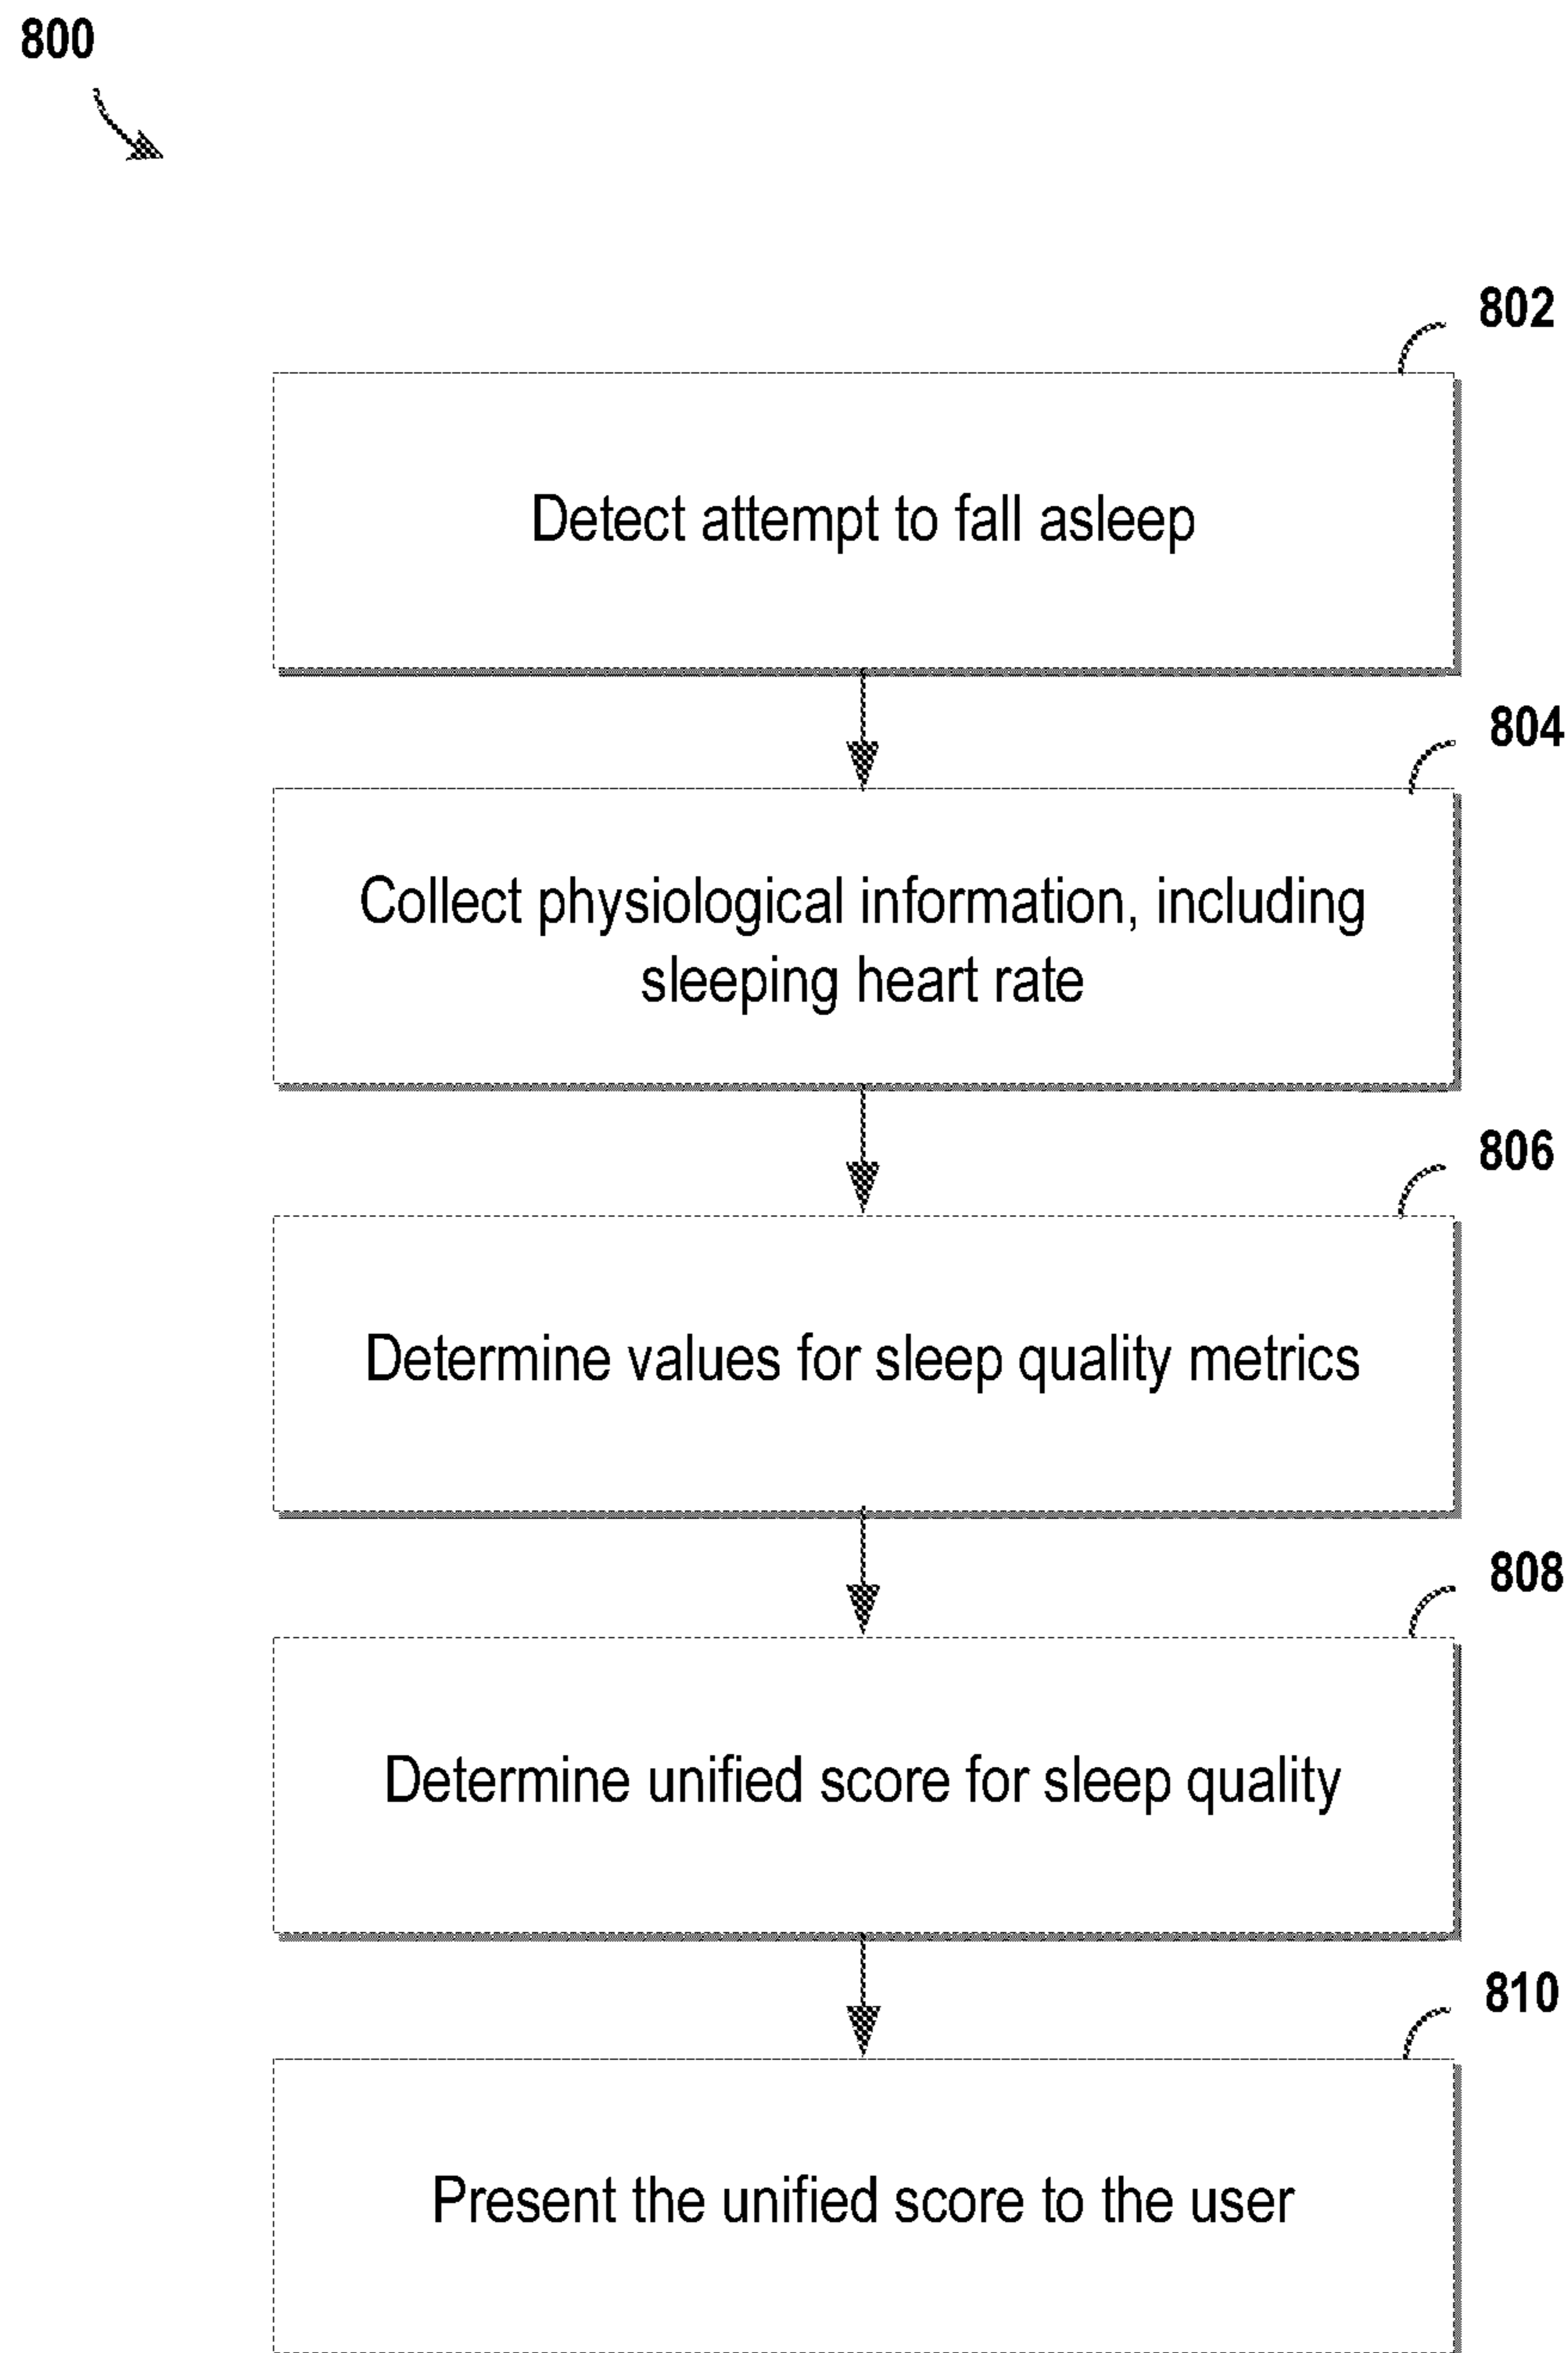 800
802
Detect attempt to fall asleep
804
Collect physiological information, including
sleeping heart rate
806
Determine values for sleep quality metrics
808
Determine unified score for sleep quality
810
Present the unified score to the user